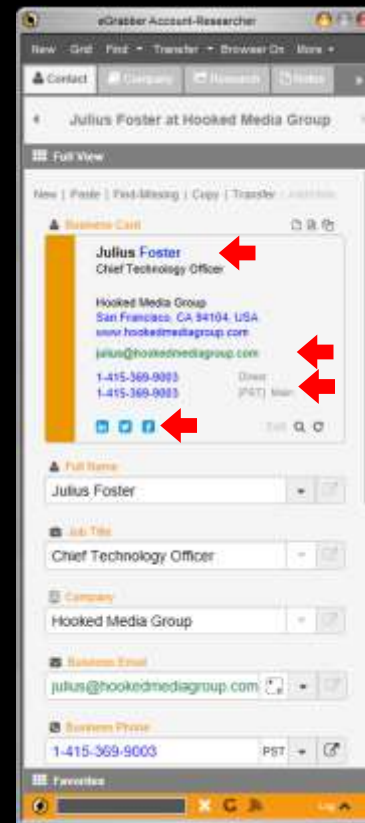 eGrabber Account-Researcher
New Grid Find Transfer Browser On More
Contact Company Research Notes
Julius Foster at Hooked Media Group
Full View
New | Paste | Find-Missing | Copy | Transfer
Business Card
Julius Foster
Chief Technology Officer
Hooked Media Group
San Francisco, CA 94104, USA
www.hookedmediagroup.com
julius@hookedmediagroup.com
1-415-369-9003 Direct
1-415-369-9003 (PST) Main
Edit
Full Name
Julius Foster
Job Title
Chief Technology Officer
Company
Hooked Media Group
Business Email
julius@hookedmediagroup.com
Business Phone
1-415-369-9003 PST
Favorites
Log